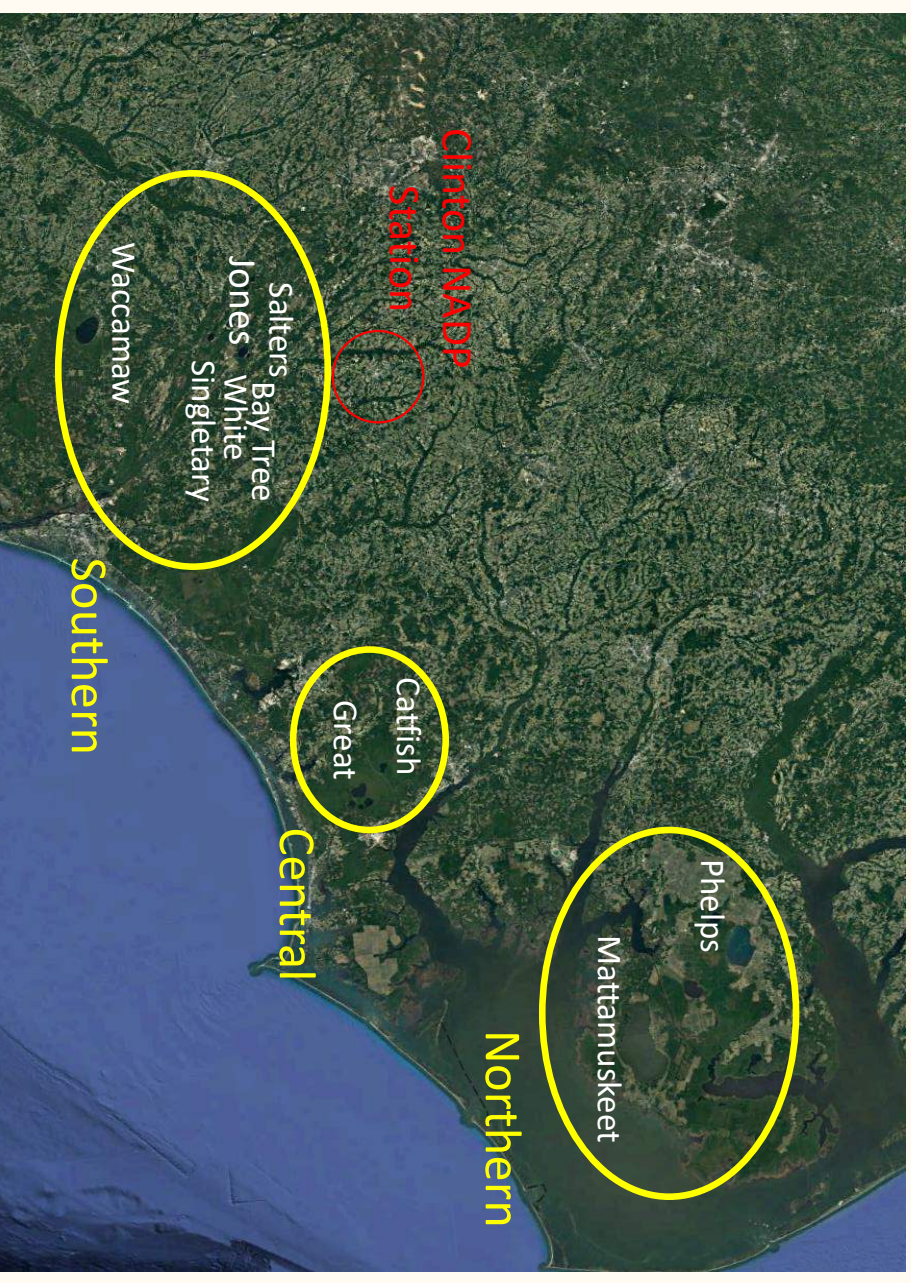 Phelps
Mattamuskeet
Northern
Clinton NADP
Station
Catfish
Great
Central
Salters
Bay Tree
Jones
White
Singletary
Waccamaw
Southern